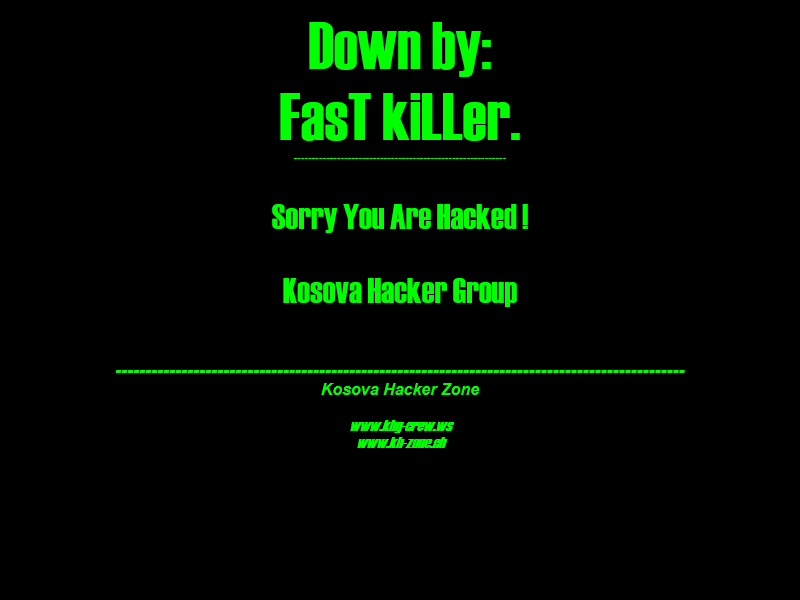 Down by:
FasT kiLLer.
-----------------------------------------------------------
Sorry You Are Hacked !
Kosova Hacker Group
-----------------------------------------------------------------------------------------------
Kosova Hacker Zone
www.khg-crew.ws
www.kh-zone.ch